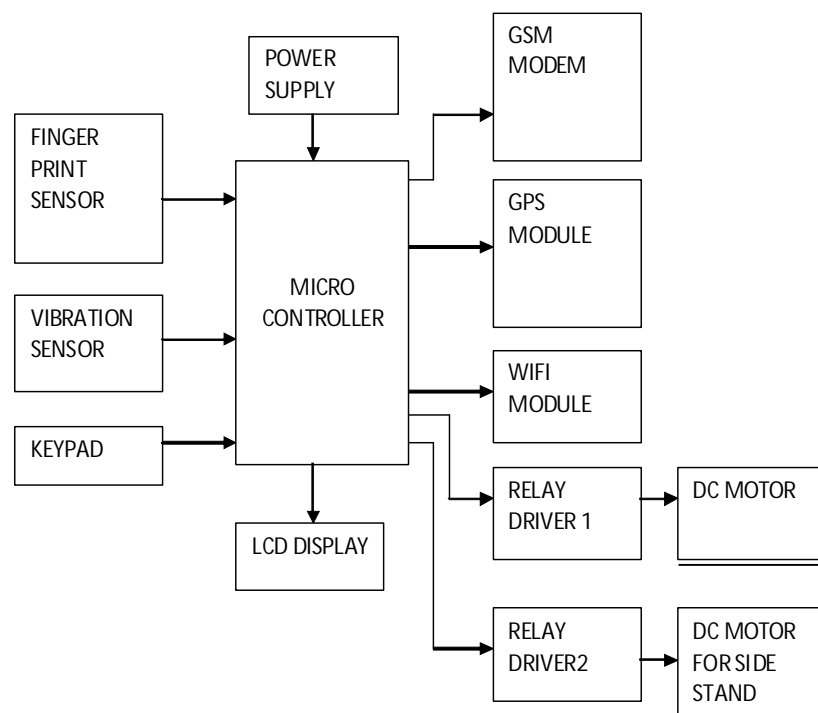 POWER
SUPPLY
GSM
MODEM
FINGER
PRINT
SENSOR
GPS
MODULE
MICRO
CONTROLLER
VIBRATION
SENSOR
WIFI
MODULE
KEYPAD
RELAY
DRIVER 1
DC MOTOR
LCD DISPLAY
RELAY
DRIVER2
DC MOTOR
FOR SIDE
STAND